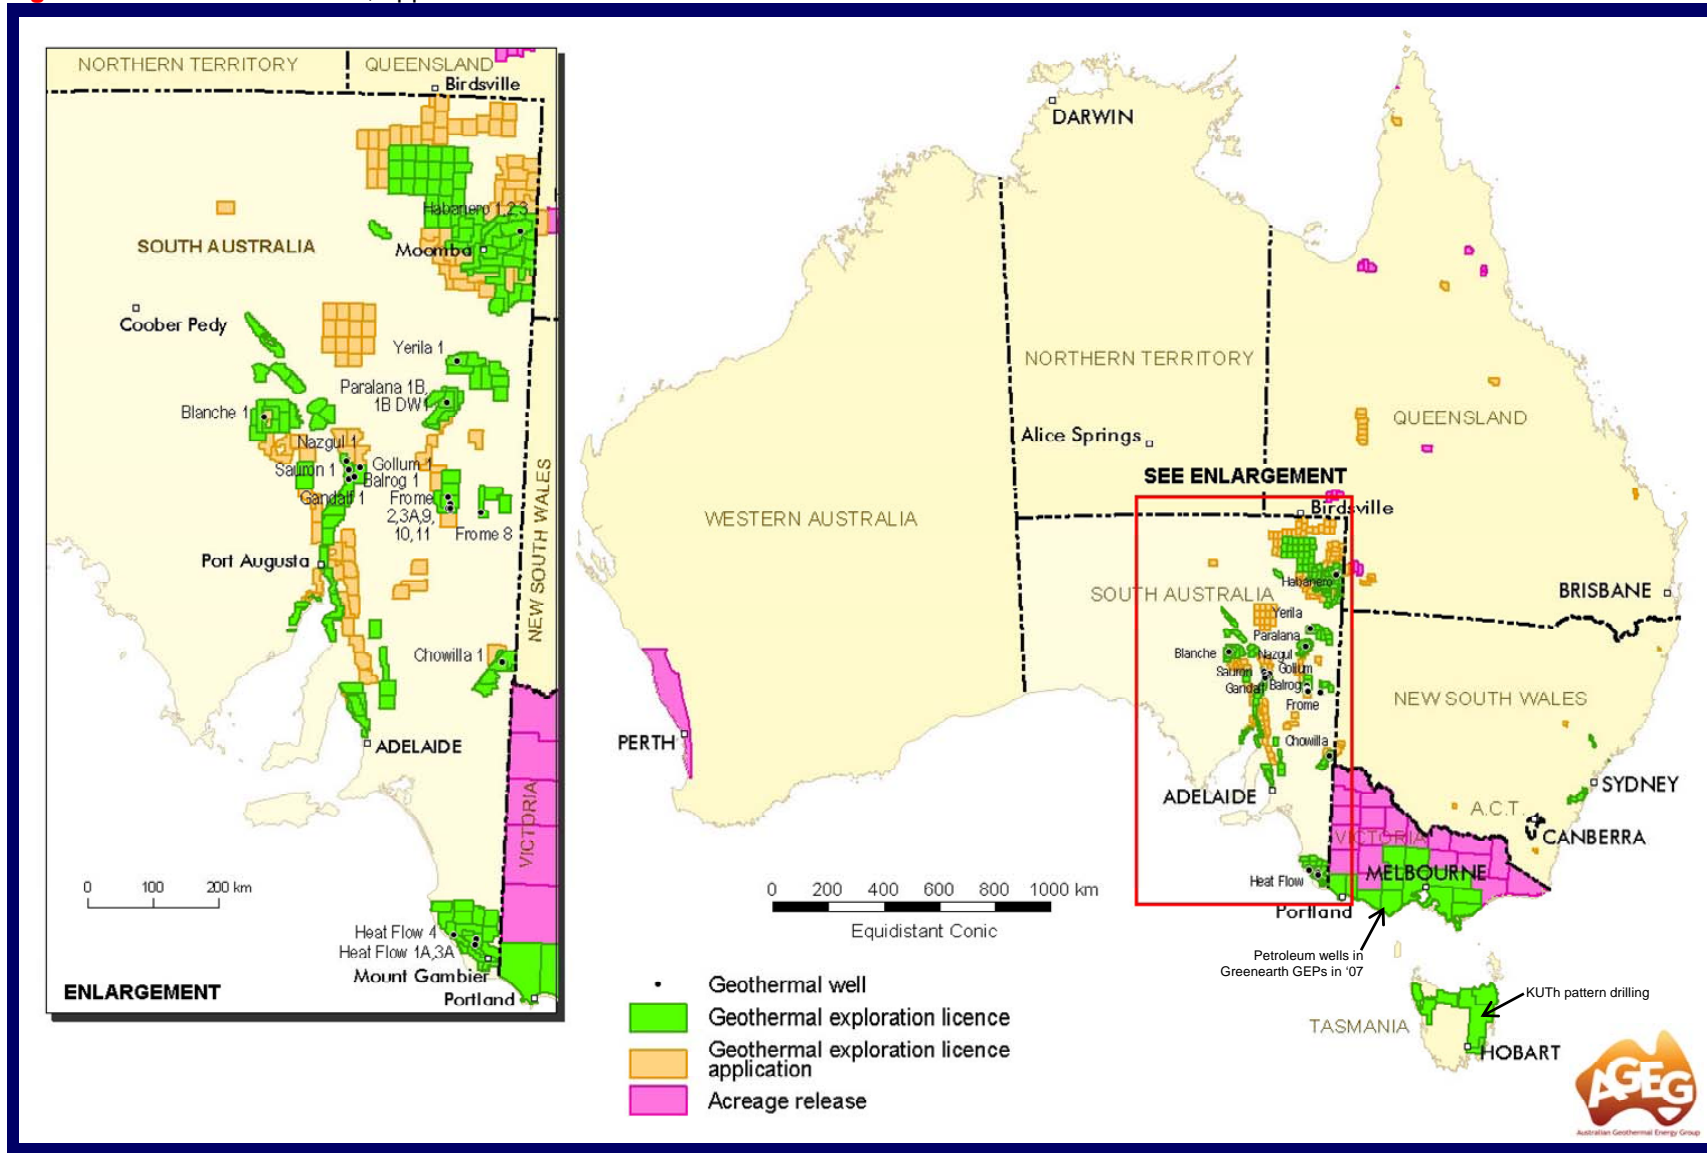 NORTHERN TERRITORY
QUEENSLAND
Birdsville
Habanero 1,2,3
SOUTH AUSTRALIA
Moomba
Coober Pedy
Yerila 1
Paralana 1B,
1B DW1
Blanche 1
Nazgul 1
Sauron 1
Gollum 1
Balrog 1
Gandalf 1
Frome
2,3A,9,
10,11
Frome 8
NEW SOUTH WALES
Port Augusta
Chowilla 1
ADELAIDE
VICTORIA
0 100 200 km
Heat Flow 4
Heat Flow 1A,3A
Mount Gambier
Portland
ENLARGEMENT
DARWIN
NORTHERN TERRITORY
Alice Springs
QUEENSLAND
SEE ENLARGEMENT
Birdsville
WESTERN AUSTRALIA
Habanero
SOUTH AUSTRALIA
BRISBANE
Yerila
Paralana
Blanche
Nazgul
Sauron
Gollum
Gandalf
Balrog
Frome
NEW SOUTH WALES
PERTH
Chowilla
ADELAIDE
SYDNEY
A.C.T.
CANBERRA
VICTORIA
MELBOURNE
Heat Flow
Portland
0 200 400 600 800 1000 km
Equidistant Conic
Petroleum wells in
Greenearth GEPs in ‘07
KUTh pattern drilling
TASMANIA
HOBART
Geothermal well
Geothermal exploration licence
Geothermal exploration licence
application
Acreage release
AGEG
Australian Geothermal Energy Group